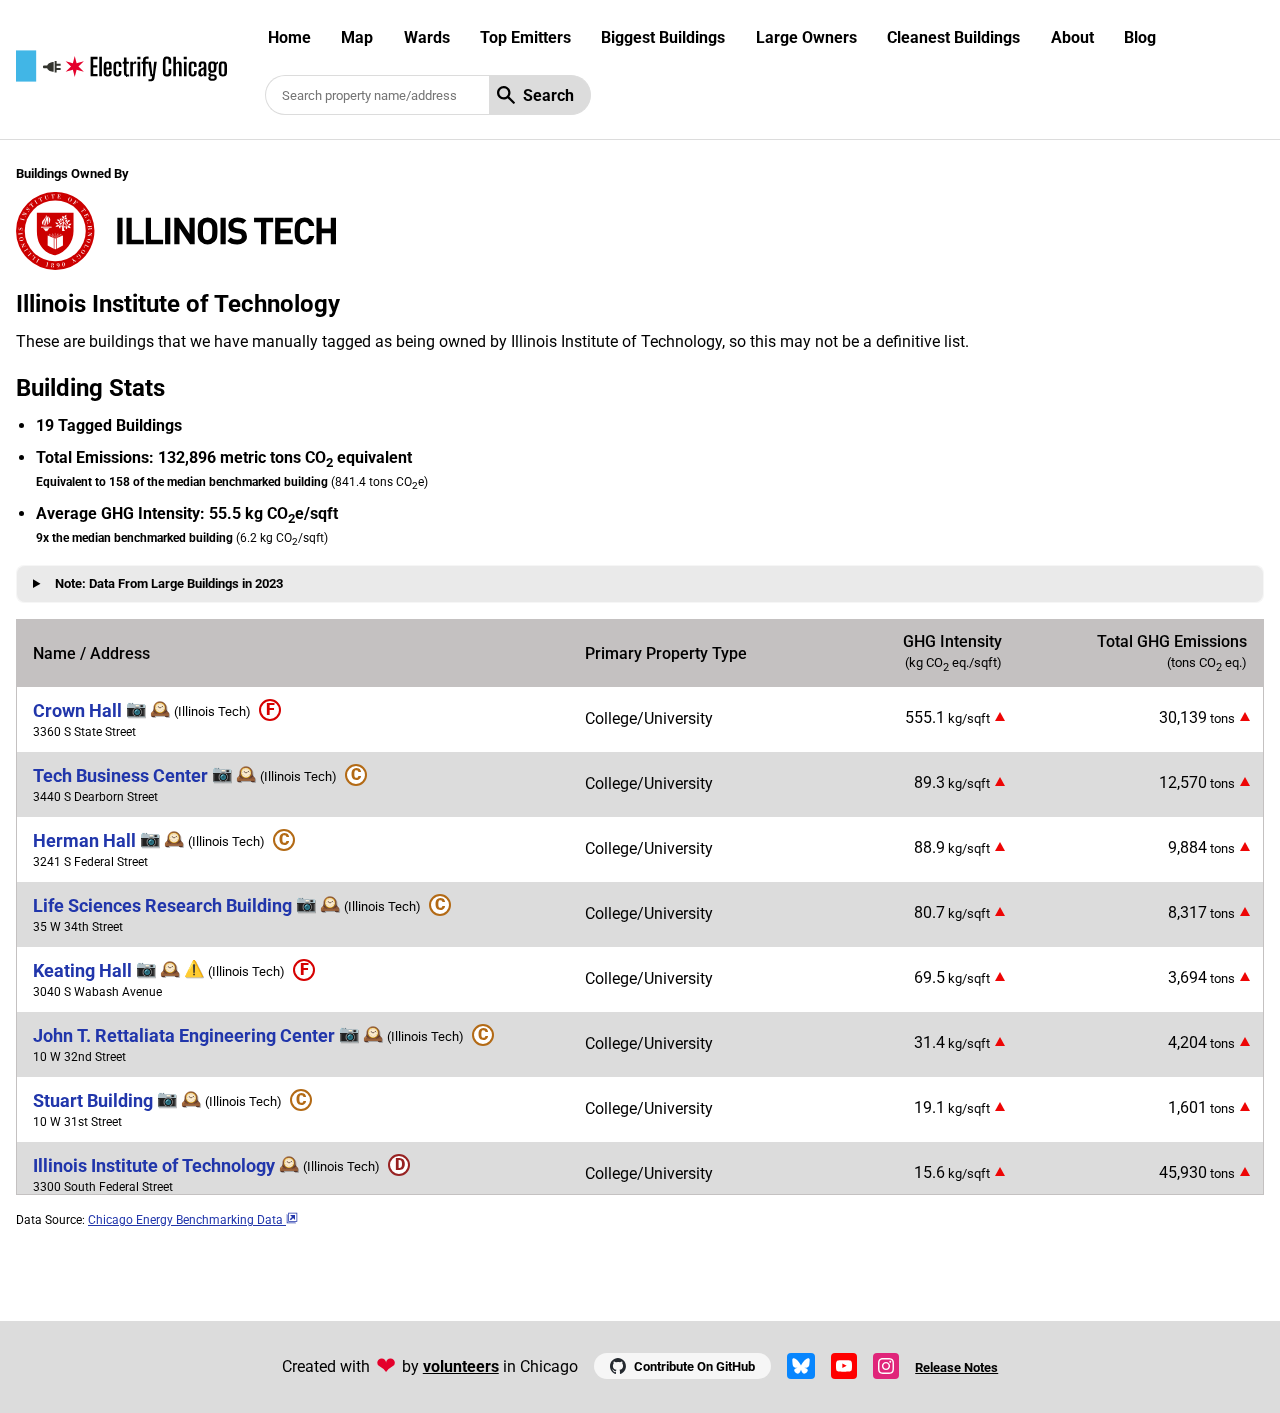 Home Map Wards Top Emitters Biggest Buildings Large Owners Cleanest Buildings About Blog
Electrify Chicago
Search property name/address Search
Buildings Owned By
ILLINOIS INSTITUTE OF TECHNOLOGY 1890
ILLINOIS TECH
Illinois Institute of Technology
These are buildings that we have manually tagged as being owned by Illinois Institute of Technology, so this may not be a definitive list.
Building Stats
• 19 Tagged Buildings
• Total Emissions: 132,896 metric tons CO2 equivalent
Equivalent to 158 of the median benchmarked building (841.4 tons CO2e)
• Average GHG Intensity: 55.5 kg CO2e/sqft
9x the median benchmarked building (6.2 kg CO2/sqft)
Note: Data From Large Buildings in 2023
Name / Address Primary Property Type GHG Intensity (kg CO2 eq./sqft) Total GHG Emissions (tons CO2 eq.)
Crown Hall 📷 🕰️ (Illinois Tech) F College/University 555.1 kg/sqft ▲ 30,139 tons ▲
3360 S State Street
Tech Business Center 📷 🕰️ (Illinois Tech) C College/University 89.3 kg/sqft ▲ 12,570 tons ▲
3440 S Dearborn Street
Herman Hall 📷 🕰️ (Illinois Tech) C College/University 88.9 kg/sqft ▲ 9,884 tons ▲
3241 S Federal Street
Life Sciences Research Building 📷 🕰️ (Illinois Tech) C College/University 80.7 kg/sqft ▲ 8,317 tons ▲
35 W 34th Street
Keating Hall 📷 🕰️ ⚠️ (Illinois Tech) F College/University 69.5 kg/sqft ▲ 3,694 tons ▲
3040 S Wabash Avenue
John T. Rettaliata Engineering Center 📷 🕰️ (Illinois Tech) C College/University 31.4 kg/sqft ▲ 4,204 tons ▲
10 W 32nd Street
Stuart Building 📷 🕰️ (Illinois Tech) C College/University 19.1 kg/sqft ▲ 1,601 tons ▲
10 W 31st Street
Illinois Institute of Technology 🕰️ (Illinois Tech) D College/University 15.6 kg/sqft ▲ 45,930 tons ▲
3300 South Federal Street
Data Source: Chicago Energy Benchmarking Data
Created with ❤ by volunteers in Chicago Contribute On GitHub Release Notes